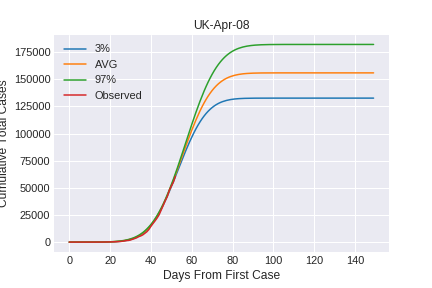 UK-Apr-08
Cumulative Total Cases
175000
150000
125000
100000
75000
50000
25000
0
3%
AVG
97%
Observed
0 20 40 60 80 100 120 140
Days From First Case